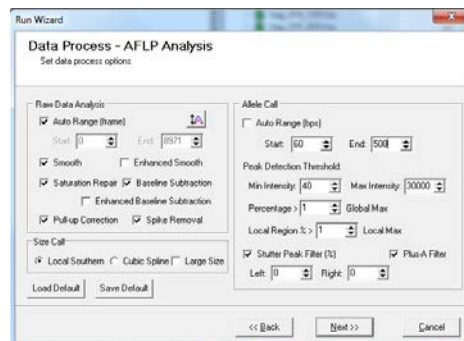 Run Wizard
Data Process - AFLP Analysis
Set data process options
Raw Data Analysis
Auto Range (frame)
Start: 0 End: 8971
Smooth Enhanced Smooth
Saturation Repair Baseline Subtraction
Enhanced Baseline Subtraction
Pull-up Correction Spike Removal
Size Call
Local Southern Cubic Spline Large Size
Load Default Save Default
Allele Call
Auto Range (bps)
Start: 60 End: 500
Peak Detection Threshold
Min Intensity: 40 Max Intensity: 30000
Percentage > 1 Global Max
Local Region % > 1 Local Max
Stutter Peak Filter (%) Plus-A Filter
Left: 0 Right: 0
<< Back Next >> Cancel